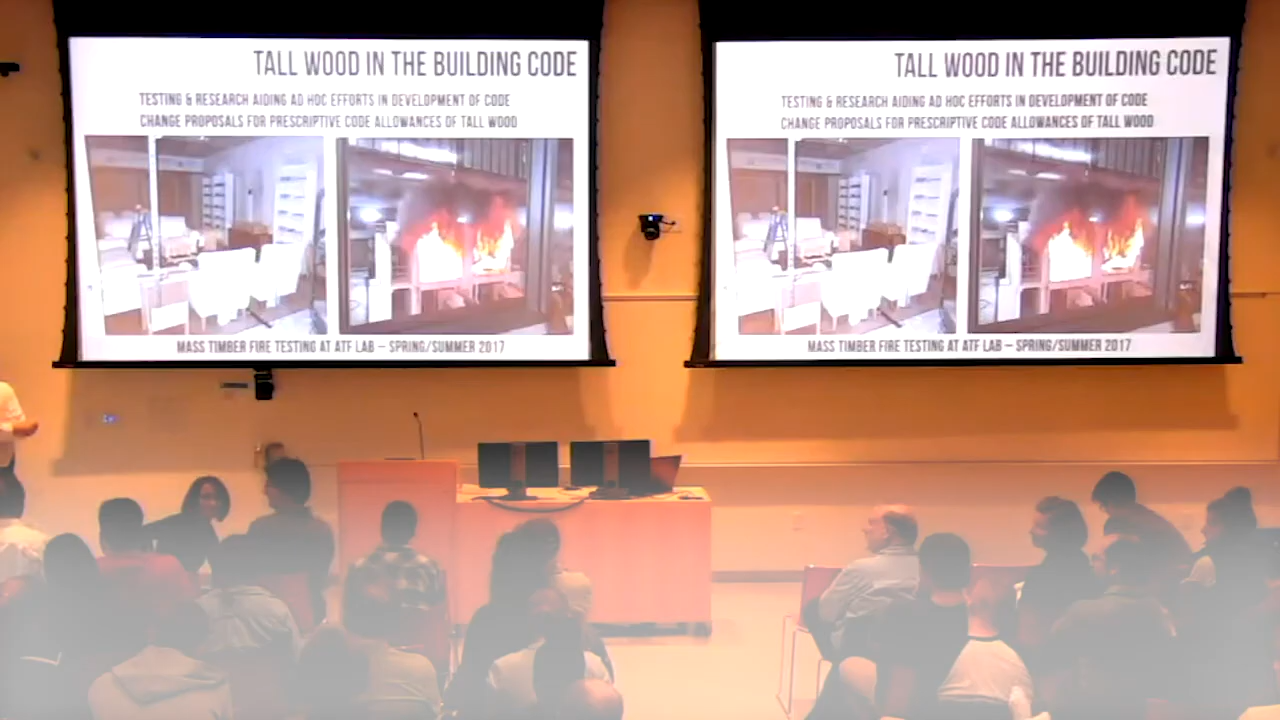 TALL WOOD IN THE BUILDING CODE
TESTING & RESEARCH AIDING AD HOC EFFORTS IN DEVELOPMENT OF CODE
CHANGE PROPOSALS FOR PRESCRIPTIVE CODE ALLOWANCES OF TALL WOOD
MASS TIMBER FIRE TESTING AT ATF LAB – SPRING/SUMMER 2017
TALL WOOD IN THE BUILDING CODE
TESTING & RESEARCH AIDING AD HOC EFFORTS IN DEVELOPMENT OF CODE
CHANGE PROPOSALS FOR PRESCRIPTIVE CODE ALLOWANCES OF TALL WOOD
MASS TIMBER FIRE TESTING AT ATF LAB – SPRING/SUMMER 2017